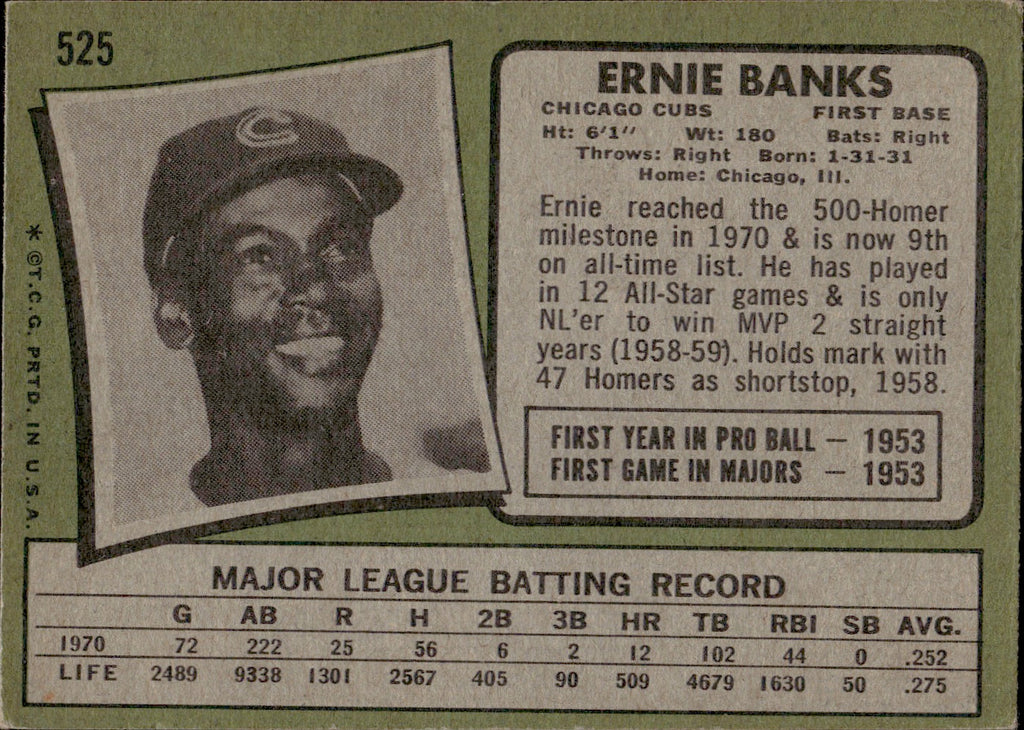 525
ERNIE BANKS
CHICAGO CUBS FIRST BASE
Ht: 6'1" Wt: 180 Bats: Right
Throws: Right Born: 1-31-31
Home: Chicago, Ill.
Ernie reached the 500-Homer
milestone in 1970 & is now 9th
on all-time list. He has played
in 12 All-Star games & is only
NL'er to win MVP 2 straight
years (1958-59). Holds mark with
47 Homers as shortstop, 1958.
FIRST YEAR IN PRO BALL — 1953
FIRST GAME IN MAJORS — 1953
C
* ©T.C.G. PRTD. IN U.S.A.
MAJOR LEAGUE BATTING RECORD
G AB R H 2B 3B HR TB RBI SB AVG.
1970 72 222 25 56 6 2 12 102 44 0 .252
LIFE 2489 9338 1301 2567 405 90 509 4679 1630 50 .275